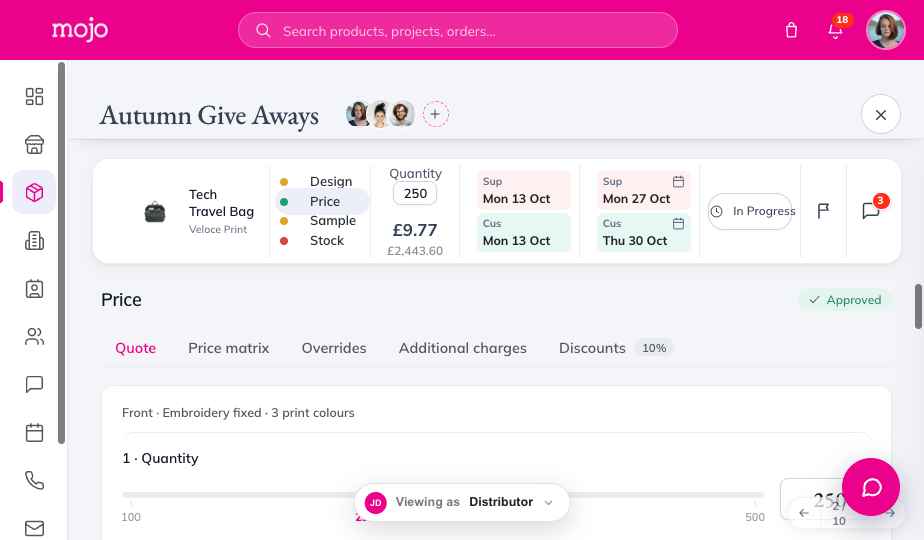 mojo
Search products, projects, orders...
18
Autumn Give Aways
Tech
Travel Bag
Veloce Print
Design
Price
Sample
Stock
Quantity
250
£9.77
£2,443.60
Sup
Mon 13 Oct
Cus
Mon 13 Oct
Sup
Mon 27 Oct
Cus
Thu 30 Oct
In Progress
3
Price
Approved
Quote
Price matrix
Overrides
Additional charges
Discounts
10%
Front · Embroidery fixed · 3 print colours
1 · Quantity
100
500
JD
Viewing as Distributor
2 /
10